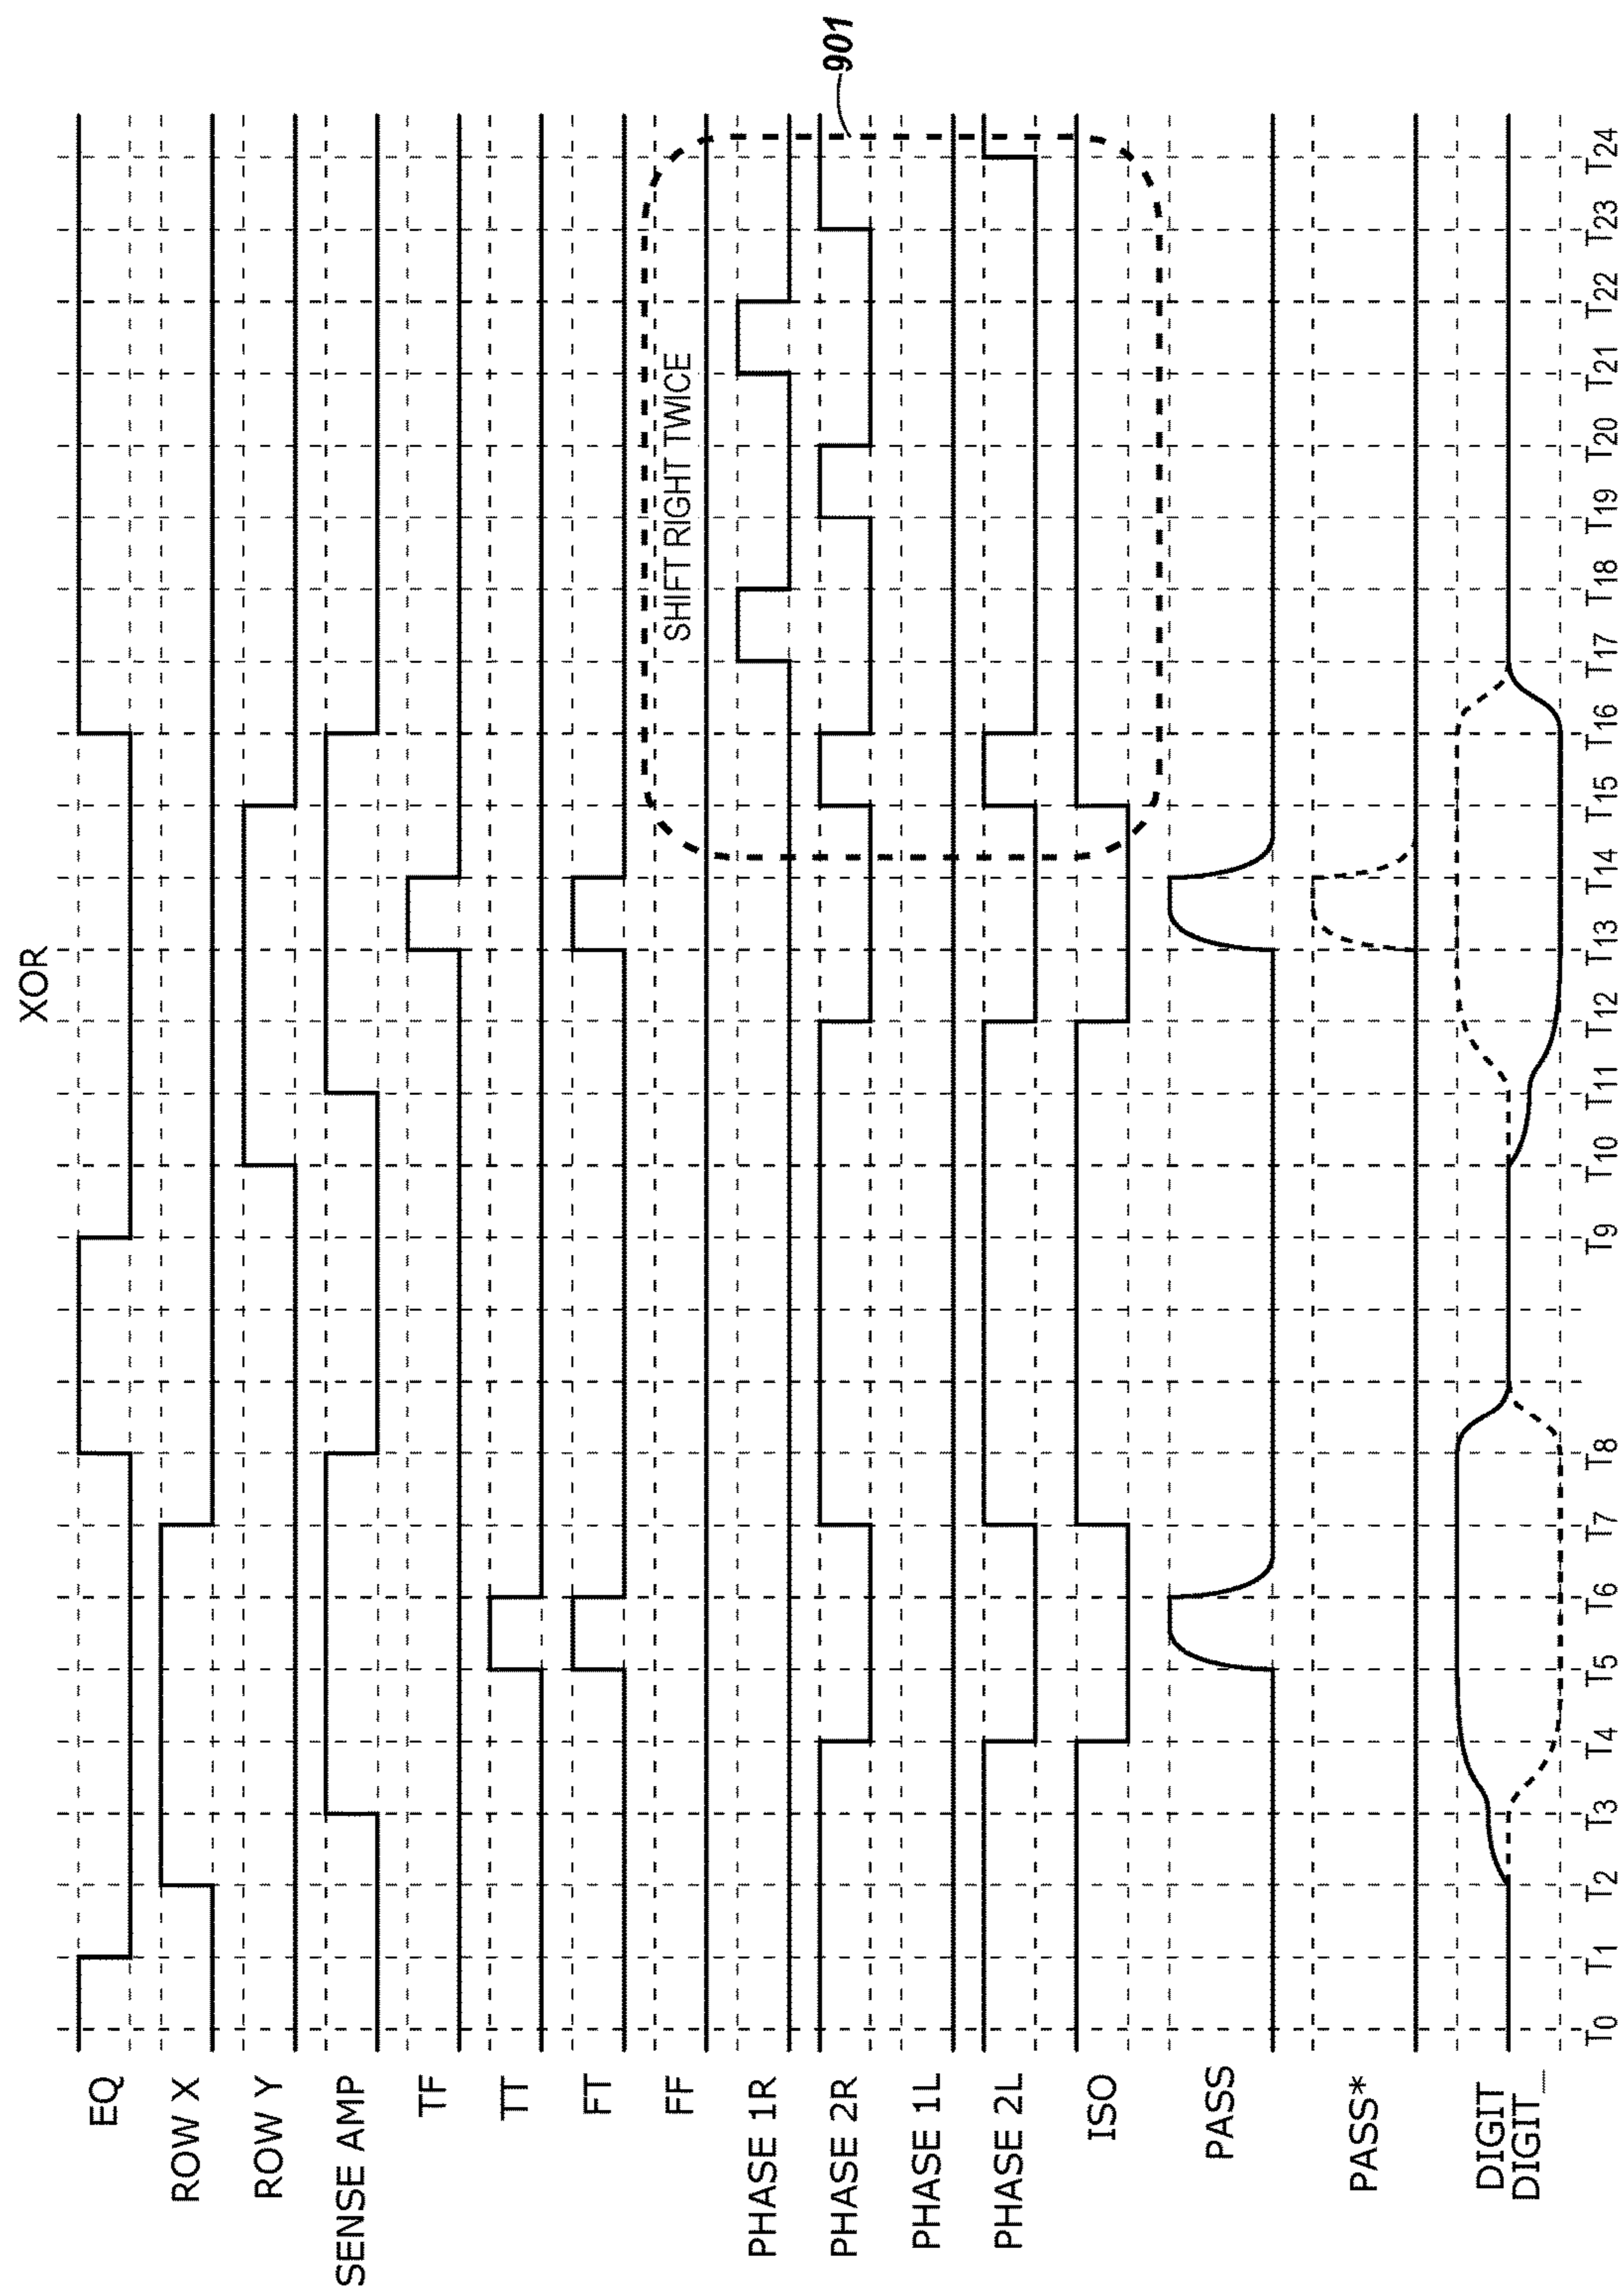 XOR
EQ
ROW X
ROW Y
SENSE AMP
TF
TT
FT
FF
SHIFT RIGHT TWICE
PHASE 1R
PHASE 2R
901
PHASE 1L
PHASE 2L
ISO
PASS
PASS*
DIGIT
DIGIT_
T0 T1 T2 T3 T4 T5 T6 T7 T8 T9 T10 T11 T12 T13 T14 T15 T16 T17 T18 T19 T20 T21 T22 T23 T24